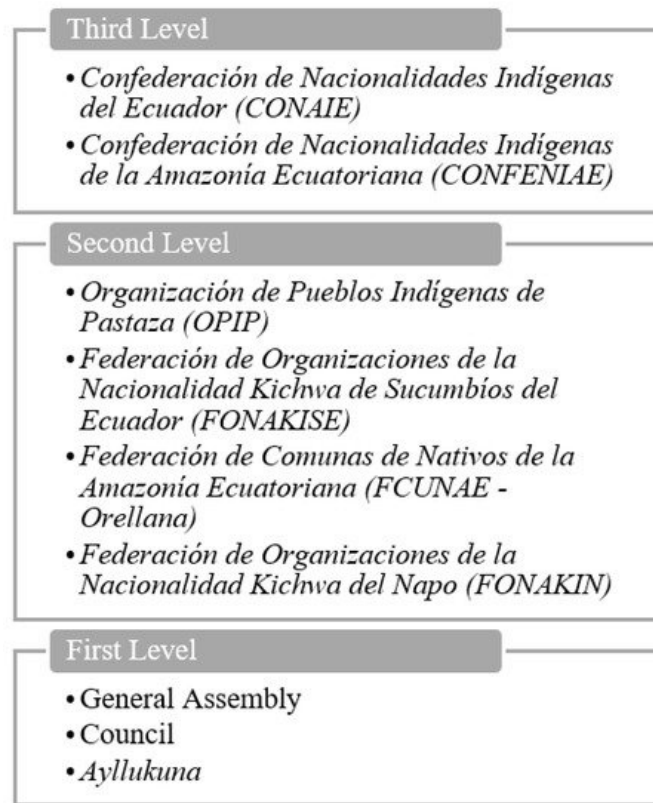 Third Level
• Confederación de Nacionalidades Indígenas
del Ecuador (CONAIE)
• Confederación de Nacionalidades Indígenas
de la Amazonía Ecuatoriana (CONFENIAE)
Second Level
• Organización de Pueblos Indígenas de
Pastaza (OPIP)
• Federación de Organizaciones de la
Nacionalidad Kichwa de Sucumbíos del
Ecuador (FONAKISE)
• Federación de Comunas de Nativos de la
Amazonía Ecuatoriana (FCUNAE -
Orellana)
• Federación de Organizaciones de la
Nacionalidad Kichwa del Napo (FONAKIN)
First Level
• General Assembly
• Council
• Ayllukuna